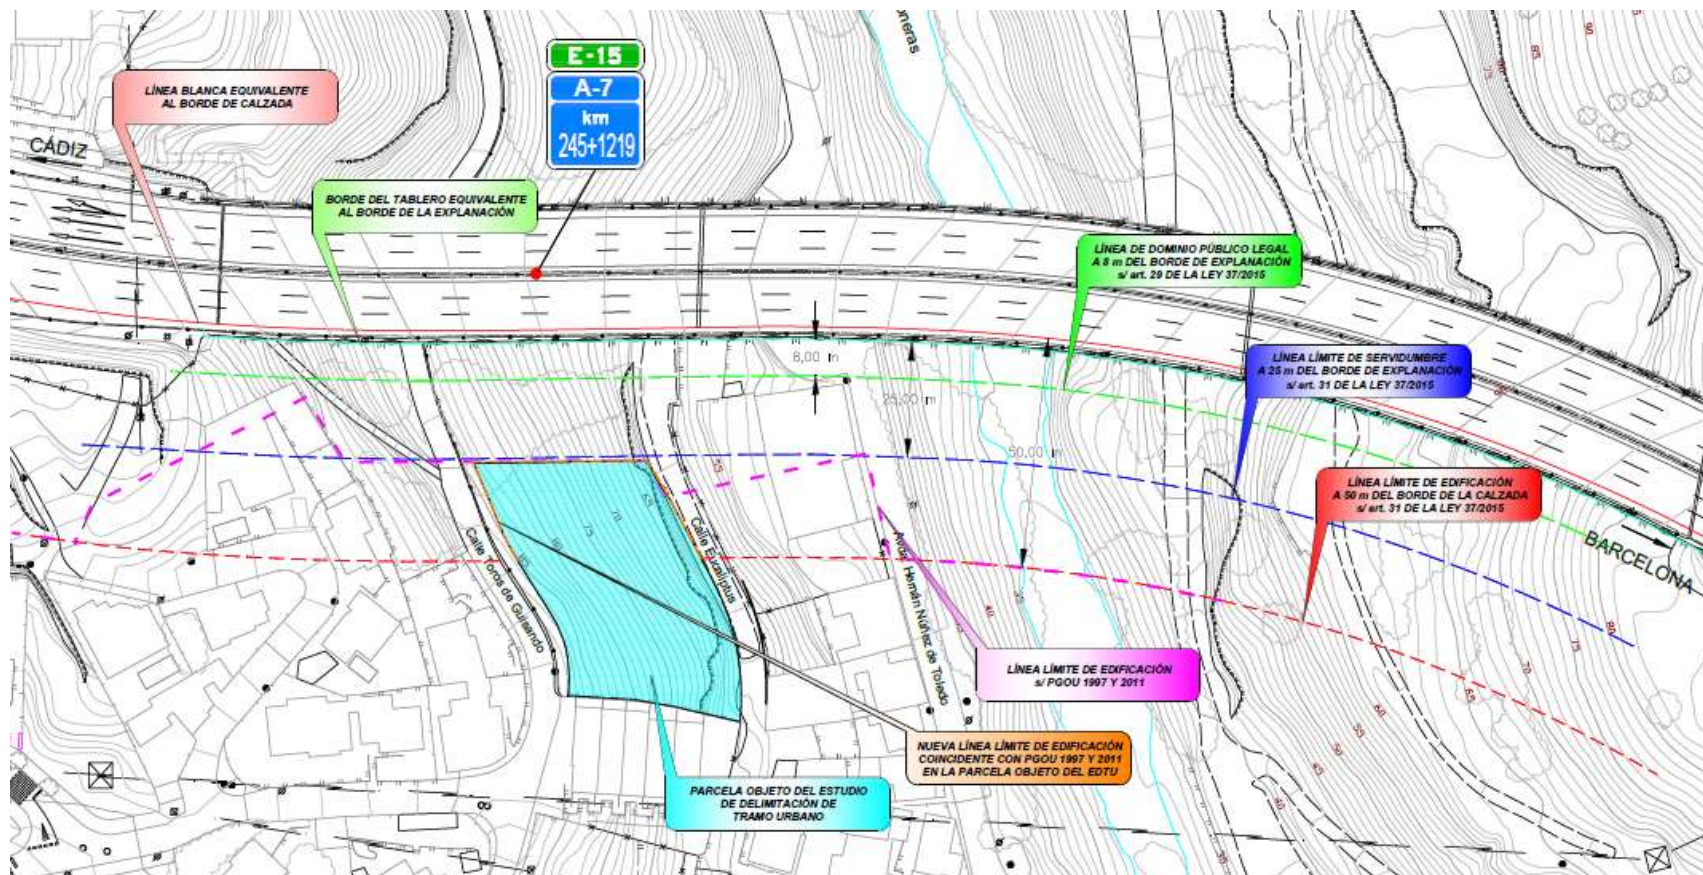 oneras
E-15
A-7
km
245+1219
LÍNEA BLANCA EQUIVALENTE
AL BORDE DE CALZADA
CÁDIZ
BORDE DEL TABLERO EQUIVALENTE
AL BORDE DE LA EXPLANACIÓN
LÍNEA DE DOMINIO PÚBLICO LEGAL
A 8 m DEL BORDE DE EXPLANACIÓN
s/ art. 29 DE LA LEY 37/2015
8,00 m
25,00 m
50,00 m
LÍNEA LÍMITE DE SERVIDUMBRE
A 25 m DEL BORDE DE EXPLANACIÓN
s/ art. 31 DE LA LEY 37/2015
LÍNEA LÍMITE DE EDIFICACIÓN
A 50 m DEL BORDE DE LA CALZADA
s/ art. 31 DE LA LEY 37/2015
BARCELONA
Calle Toros de Guisando
Calle Eucaliptus
Avda. Hernán Núñez de Toledo
LÍNEA LÍMITE DE EDIFICACIÓN
s/ PGOU 1997 Y 2011
NUEVA LÍNEA LÍMITE DE EDIFICACIÓN
COINCIDENTE CON PGOU 1997 Y 2011
EN LA PARCELA OBJETO DEL EDTU
PARCELA OBJETO DEL ESTUDIO
DE DELIMITACIÓN DE
TRAMO URBANO